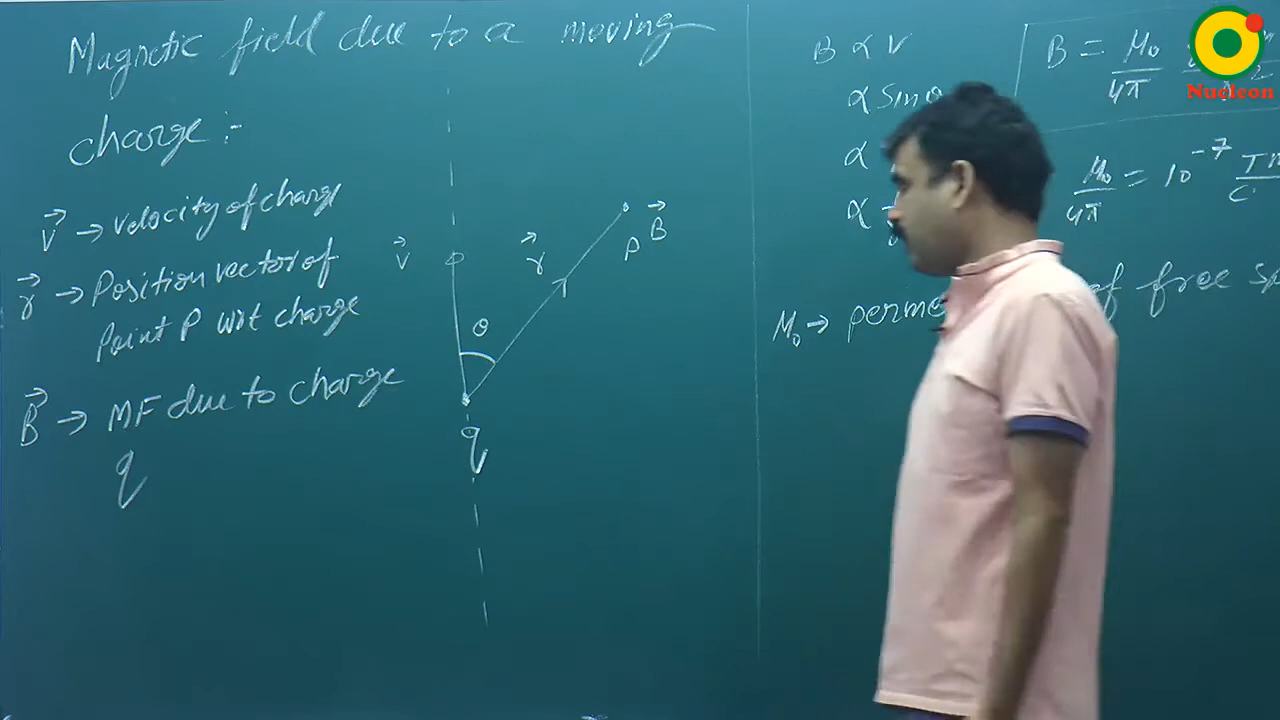 Magnetic field due to a moving
charge :-
v → velocity of charge
r → Position vector of
Point P wrt charge
B → MF due to charge
q
v
r
P B
θ
q
B ∝ v
∝ sin θ
∝
∝
B = μ₀ / 4π
μ₀ / 4π = 10⁻⁷
μ₀ → of free
Nucleon